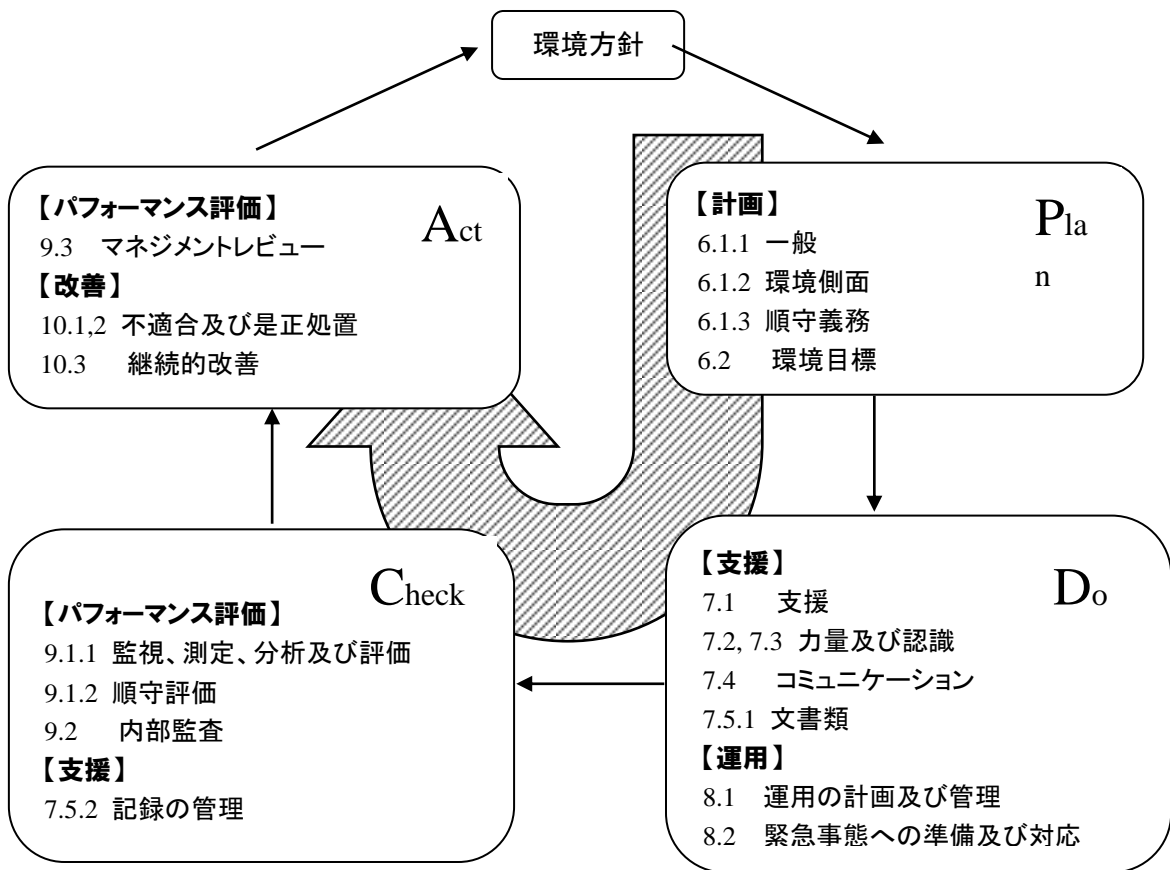 環境方針
【パフォーマンス評価】
Act
9.3 マネジメントレビュー
【改善】
10.1,2 不適合及び是正処置
10.3 継続的改善
【計画】
Pla
n
6.1.1 一般
6.1.2 環境側面
6.1.3 順守義務
6.2 環境目標
Check
【パフォーマンス評価】
9.1.1 監視、測定、分析及び評価
9.1.2 順守評価
9.2 内部監査
【支援】
7.5.2 記録の管理
【支援】
Do
7.1 支援
7.2, 7.3 力量及び認識
7.4 コミュニケーション
7.5.1 文書類
【運用】
8.1 運用の計画及び管理
8.2 緊急事態への準備及び対応